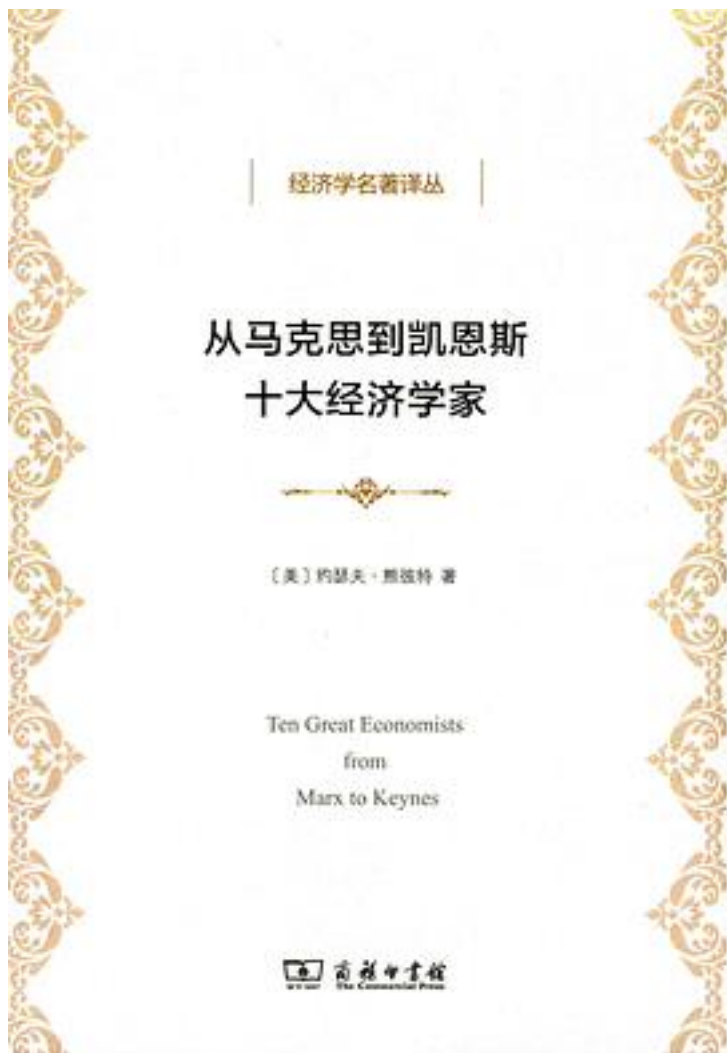 经济学名著译丛
从马克思到凯恩斯
十大经济学家
〔美〕约瑟夫·熊彼特 著
Ten Great Economists
from
Marx to Keynes
商务印书馆
The Commercial Press